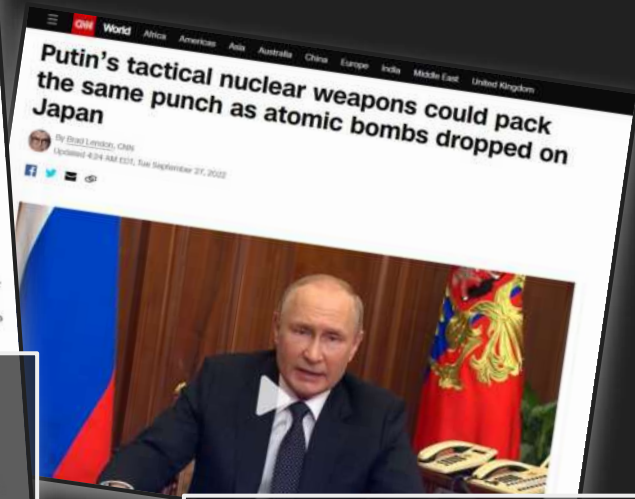 CNN World Africa Americas Asia Australia China Europe India Middle East United Kingdom
Putin's tactical nuclear weapons could pack
the same punch as atomic bombs dropped on
Japan
By Brad Lendon, CNN
Updated 4:24 AM EDT, Tue September 27, 2022